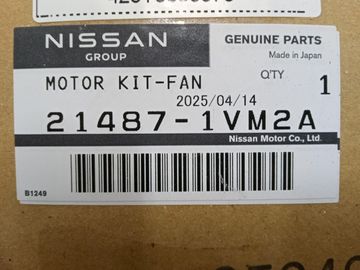 NISSAN
GROUP
GENUINE PARTS
Made in Japan
MOTOR KIT-FAN
Q'TY
1
2025/04/14
21487-1VM2A
Nissan Motor Co., Ltd.
B1249